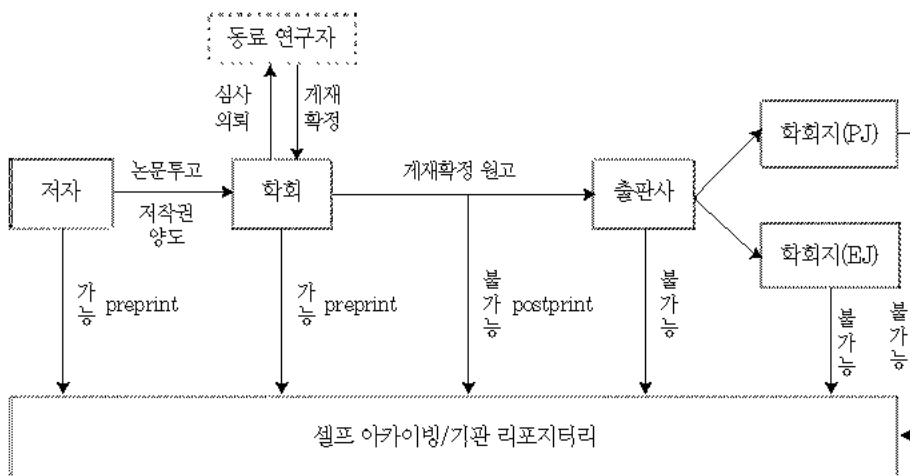 동료 연구자
심사
의뢰
게재
확정
학회지(PJ)
저자
논문투고
저작권
양도
학회
게재확정 원고
출판사
학회지(EJ)
가능 preprint
가능 preprint
불가능 postprint
불가능
불가능
불가능
셀프 아카이빙/기관 리포지터리